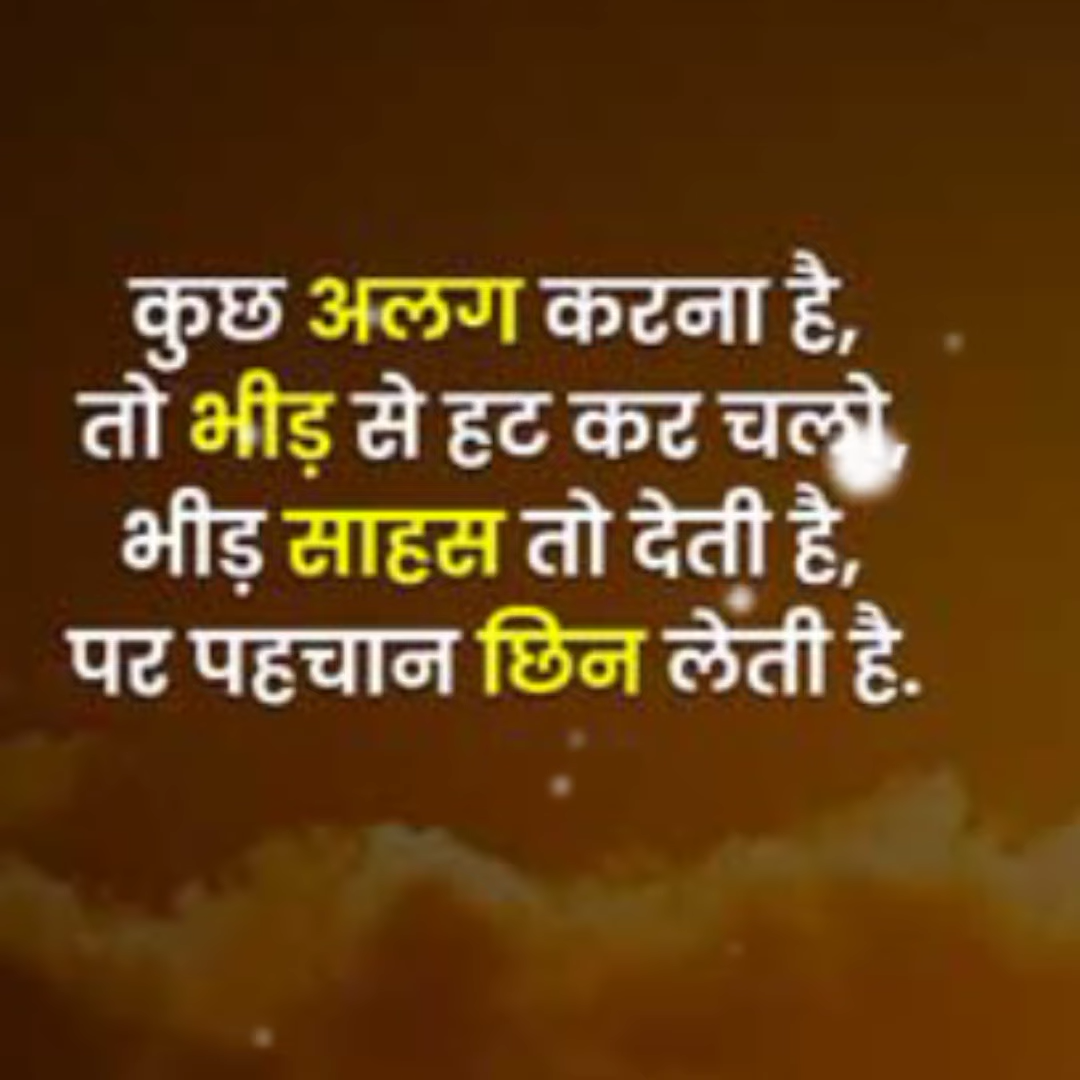 कुछ अलग करना है,
तो भीड़ से हट कर चलो,
भीड़ साहस तो देती है,
पर पहचान छिन लेती है.